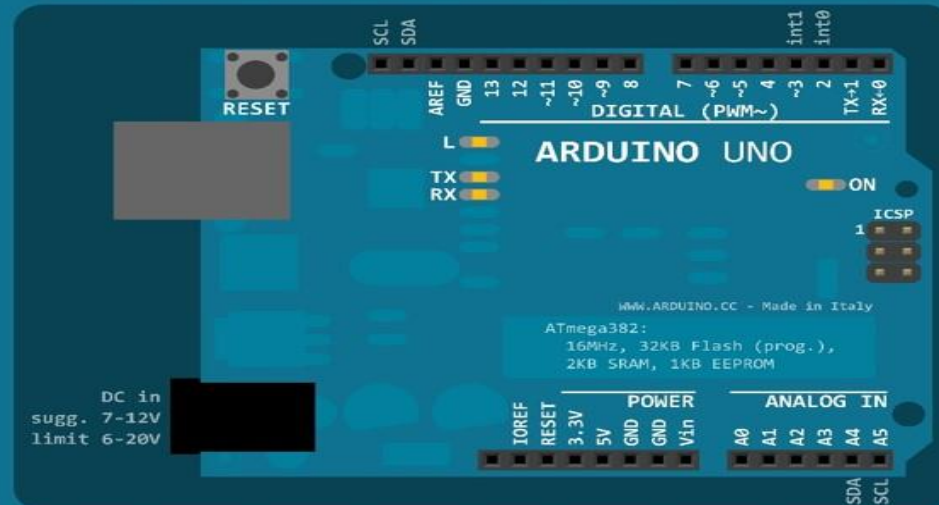 SCL
SDA
int1
int0
RESET
AREF
GND
13
12
~11
~10
~9
8
7
~6
~5
4
~3
2
TX→1
RX←0
DIGITAL (PWM~)
L
TX
RX
ARDUINO UNO
ON
ICSP
1
WWW.ARDUINO.CC - Made in Italy
ATmega382:
16MHz, 32KB Flash (prog.),
2KB SRAM, 1KB EEPROM
DC in
sugg. 7-12V
limit 6-20V
POWER
ANALOG IN
IOREF
RESET
3.3V
5V
GND
GND
Vin
A0
A1
A2
A3
A4
A5
SDA
SCL